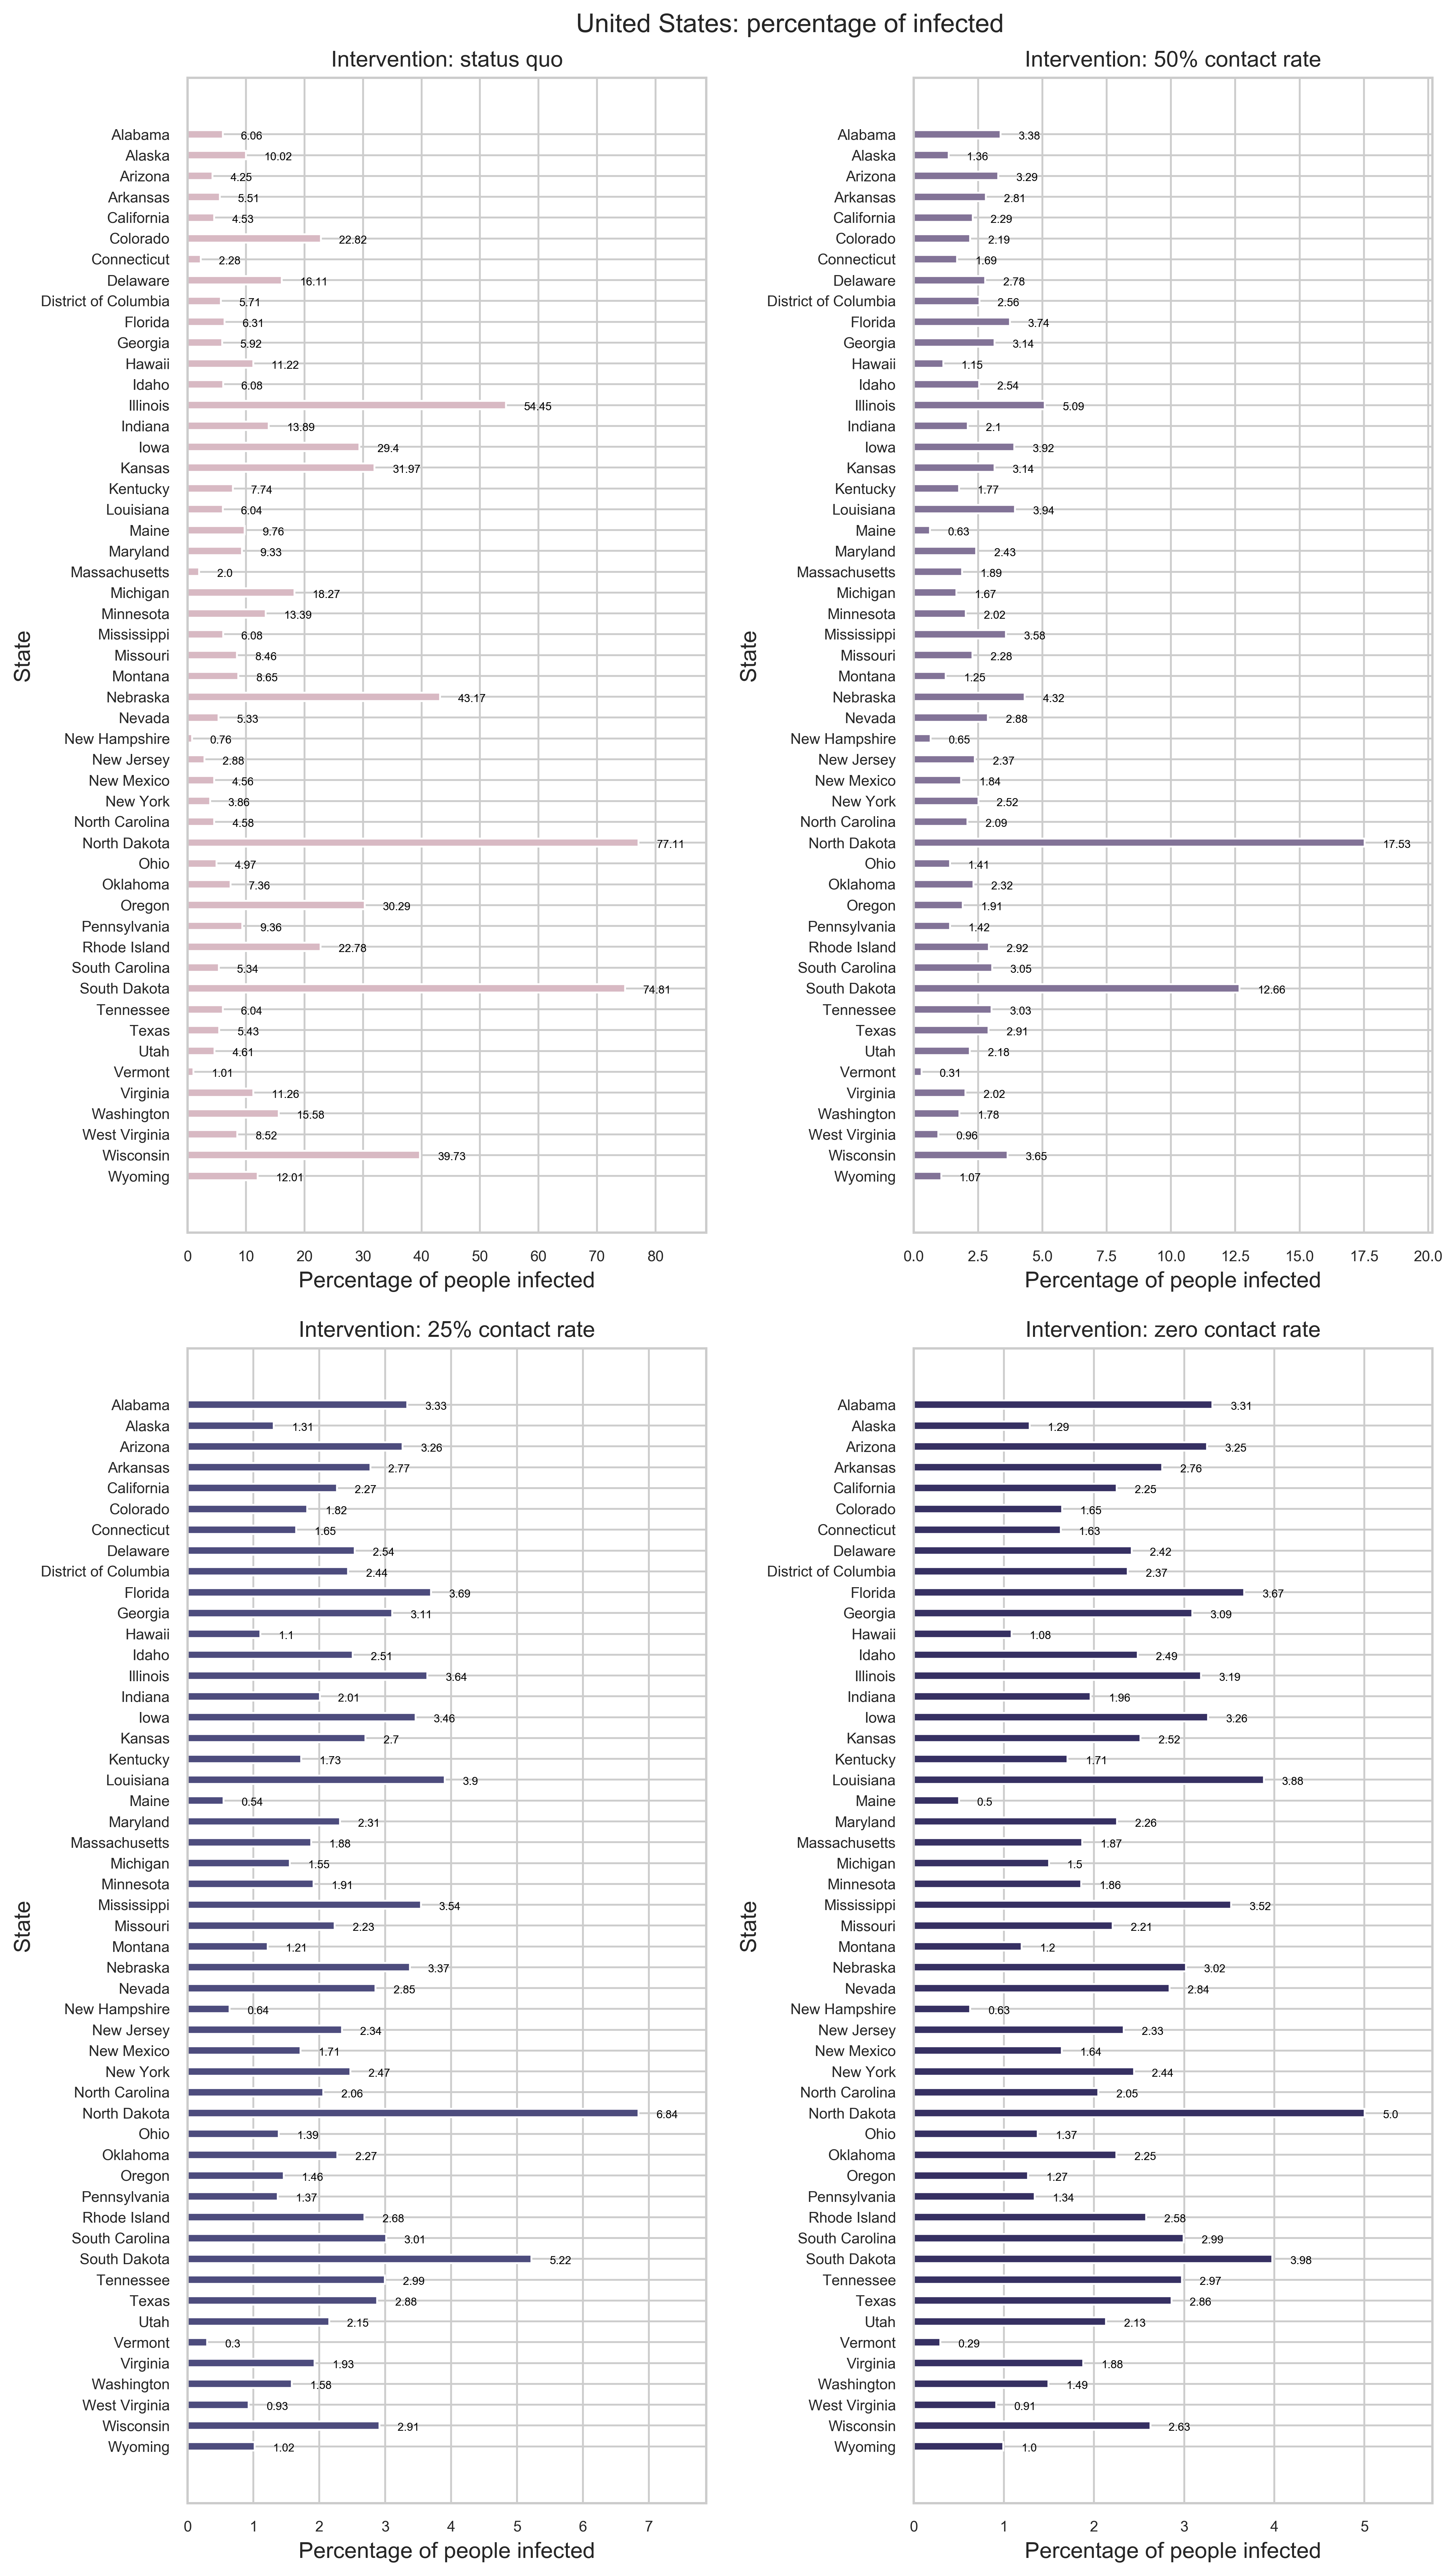 United States: percentage of infected
Intervention: status quo
State
Alabama 6.06
Alaska 10.02
Arizona 4.25
Arkansas 5.51
California 4.53
Colorado 22.82
Connecticut 2.28
Delaware 16.11
District of Columbia 5.71
Florida 6.31
Georgia 5.92
Hawaii 11.22
Idaho 6.08
Illinois 54.45
Indiana 13.89
Iowa 29.4
Kansas 31.97
Kentucky 7.74
Louisiana 6.04
Maine 9.76
Maryland 9.33
Massachusetts 2.0
Michigan 18.27
Minnesota 13.39
Mississippi 6.08
Missouri 8.46
Montana 8.65
Nebraska 43.17
Nevada 5.33
New Hampshire 0.76
New Jersey 2.88
New Mexico 4.56
New York 3.86
North Carolina 4.58
North Dakota 77.11
Ohio 4.97
Oklahoma 7.36
Oregon 30.29
Pennsylvania 9.36
Rhode Island 22.78
South Carolina 5.34
South Dakota 74.81
Tennessee 6.04
Texas 5.43
Utah 4.61
Vermont 1.01
Virginia 11.26
Washington 15.58
West Virginia 8.52
Wisconsin 39.73
Wyoming 12.01
0 10 20 30 40 50 60 70 80
Percentage of people infected
Intervention: 50% contact rate
State
Alabama 3.38
Alaska 1.36
Arizona 3.29
Arkansas 2.81
California 2.29
Colorado 2.19
Connecticut 1.69
Delaware 2.78
District of Columbia 2.56
Florida 3.74
Georgia 3.14
Hawaii 1.15
Idaho 2.54
Illinois 5.09
Indiana 2.1
Iowa 3.92
Kansas 3.14
Kentucky 1.77
Louisiana 3.94
Maine 0.63
Maryland 2.43
Massachusetts 1.89
Michigan 1.67
Minnesota 2.02
Mississippi 3.58
Missouri 2.28
Montana 1.25
Nebraska 4.32
Nevada 2.88
New Hampshire 0.65
New Jersey 2.37
New Mexico 1.84
New York 2.52
North Carolina 2.09
North Dakota 17.53
Ohio 1.41
Oklahoma 2.32
Oregon 1.91
Pennsylvania 1.42
Rhode Island 2.92
South Carolina 3.05
South Dakota 12.66
Tennessee 3.03
Texas 2.91
Utah 2.18
Vermont 0.31
Virginia 2.02
Washington 1.78
West Virginia 0.96
Wisconsin 3.65
Wyoming 1.07
0.0 2.5 5.0 7.5 10.0 12.5 15.0 17.5 20.0
Percentage of people infected
Intervention: 25% contact rate
State
Alabama 3.33
Alaska 1.31
Arizona 3.26
Arkansas 2.77
California 2.27
Colorado 1.82
Connecticut 1.65
Delaware 2.54
District of Columbia 2.44
Florida 3.69
Georgia 3.11
Hawaii 1.1
Idaho 2.51
Illinois 3.64
Indiana 2.01
Iowa 3.46
Kansas 2.7
Kentucky 1.73
Louisiana 3.9
Maine 0.54
Maryland 2.31
Massachusetts 1.88
Michigan 1.55
Minnesota 1.91
Mississippi 3.54
Missouri 2.23
Montana 1.21
Nebraska 3.37
Nevada 2.85
New Hampshire 0.64
New Jersey 2.34
New Mexico 1.71
New York 2.47
North Carolina 2.06
North Dakota 6.84
Ohio 1.39
Oklahoma 2.27
Oregon 1.46
Pennsylvania 1.37
Rhode Island 2.68
South Carolina 3.01
South Dakota 5.22
Tennessee 2.99
Texas 2.88
Utah 2.15
Vermont 0.3
Virginia 1.93
Washington 1.58
West Virginia 0.93
Wisconsin 2.91
Wyoming 1.02
0 1 2 3 4 5 6 7
Percentage of people infected
Intervention: zero contact rate
State
Alabama 3.31
Alaska 1.29
Arizona 3.25
Arkansas 2.76
California 2.25
Colorado 1.65
Connecticut 1.63
Delaware 2.42
District of Columbia 2.37
Florida 3.67
Georgia 3.09
Hawaii 1.08
Idaho 2.49
Illinois 3.19
Indiana 1.96
Iowa 3.26
Kansas 2.52
Kentucky 1.71
Louisiana 3.88
Maine 0.5
Maryland 2.26
Massachusetts 1.87
Michigan 1.5
Minnesota 1.86
Mississippi 3.52
Missouri 2.21
Montana 1.2
Nebraska 3.02
Nevada 2.84
New Hampshire 0.63
New Jersey 2.33
New Mexico 1.64
New York 2.44
North Carolina 2.05
North Dakota 5.0
Ohio 1.37
Oklahoma 2.25
Oregon 1.27
Pennsylvania 1.34
Rhode Island 2.58
South Carolina 2.99
South Dakota 3.98
Tennessee 2.97
Texas 2.86
Utah 2.13
Vermont 0.29
Virginia 1.88
Washington 1.49
West Virginia 0.91
Wisconsin 2.63
Wyoming 1.0
0 1 2 3 4 5
Percentage of people infected